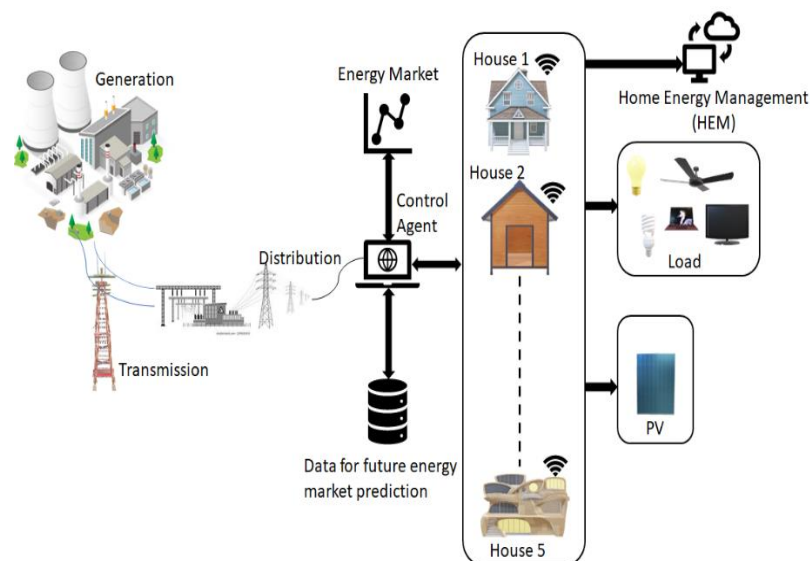 Generation
Energy Market
House 1
Home Energy Management
(HEM)
House 2
Control
Agent
Distribution
Load
Transmission
PV
Data for future energy
market prediction
House 5